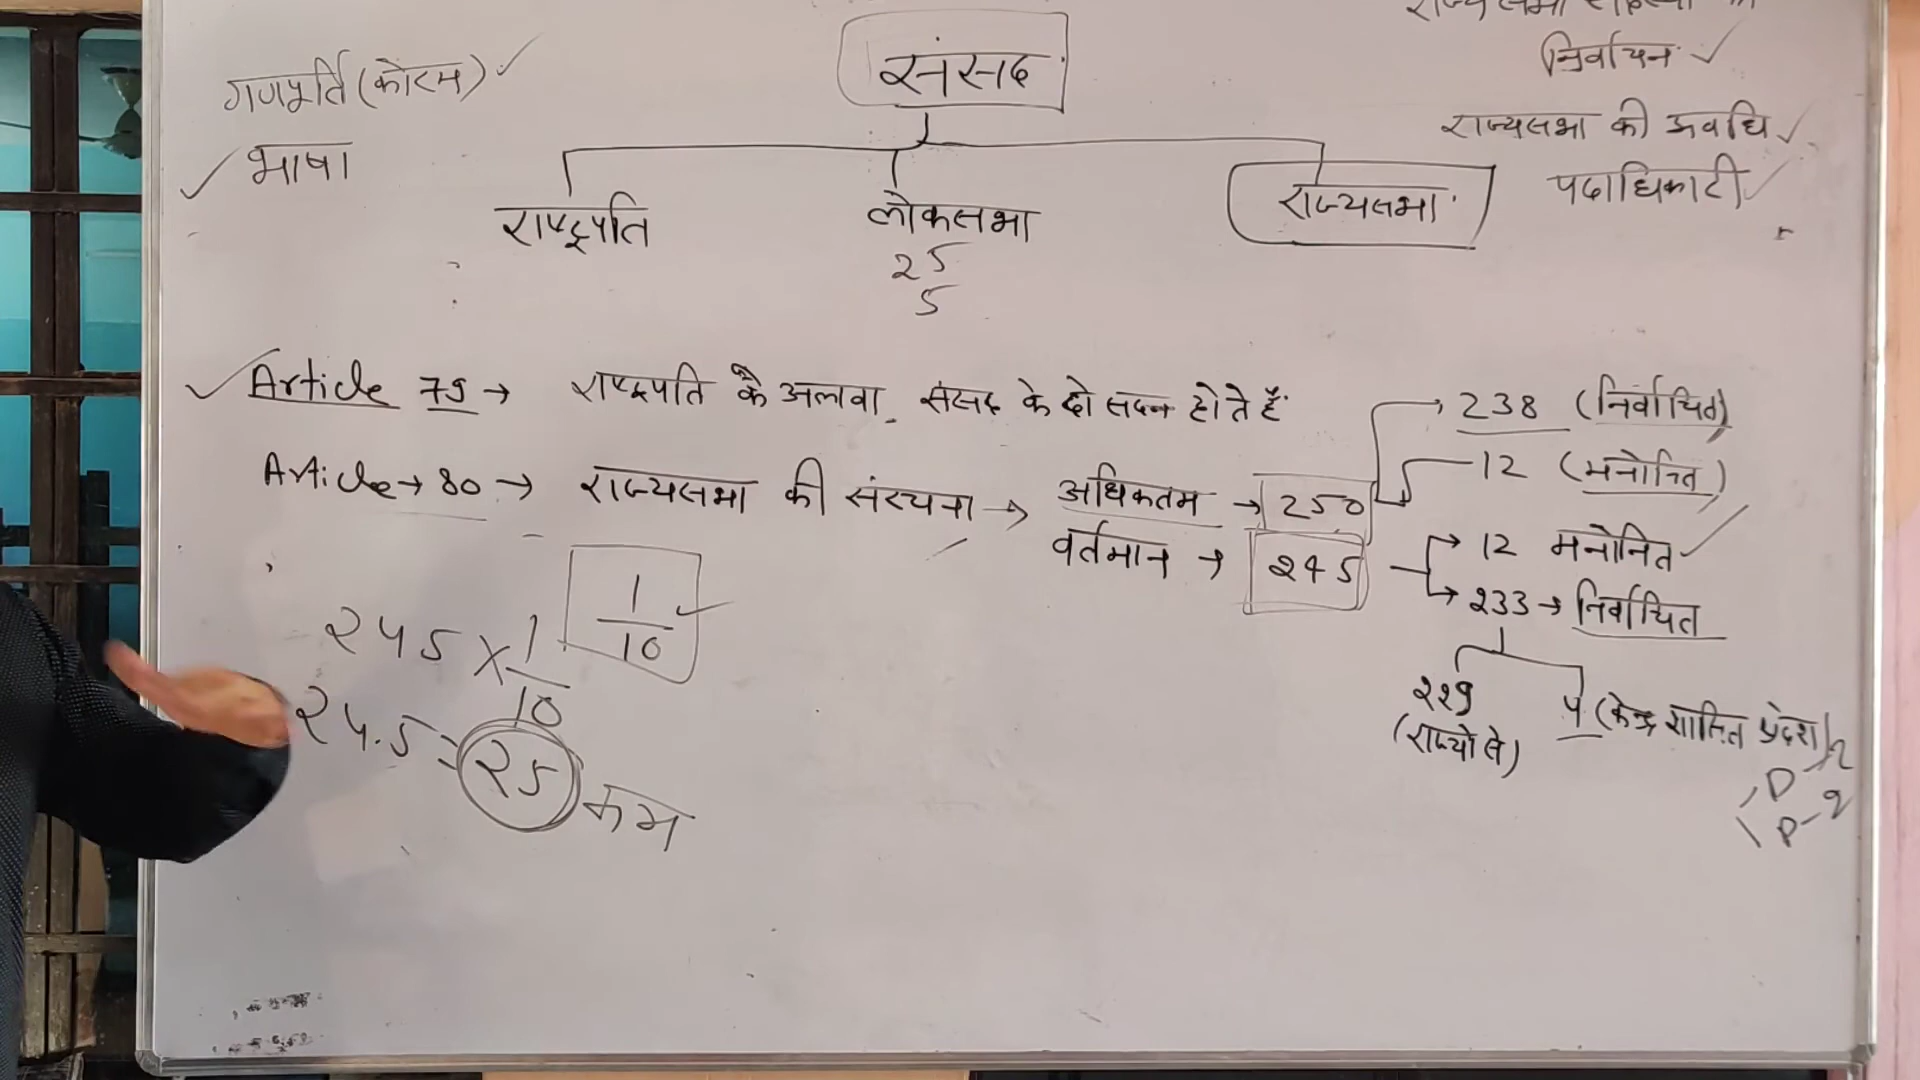 संसद
गणपूर्ति (कोरम) ✓
✓ भाषा
राष्ट्रपति
लोकसभा
25
5
राज्यसभा
राज्यसभा
निर्वाचन ✓
राज्यसभा की अवधि ✓
पदाधिकारी ✓
✓ Article 79 → राष्ट्रपति के अलवा संसद के दो सदन होते हैं
Article → 80 → राज्यसभा की संरचना → अधिकतम → 250
→ 238 (निर्वाचित)
12 (मनोनित)
वर्तमान → 245
→ 12 मनोनित ✓
→ 233 → निर्वाचित
229
(राज्यो से)
4 (केन्द्र शासित प्रदेश)
D
P
1/10 ✓
245 × 1/10
24.5 = 25 कम